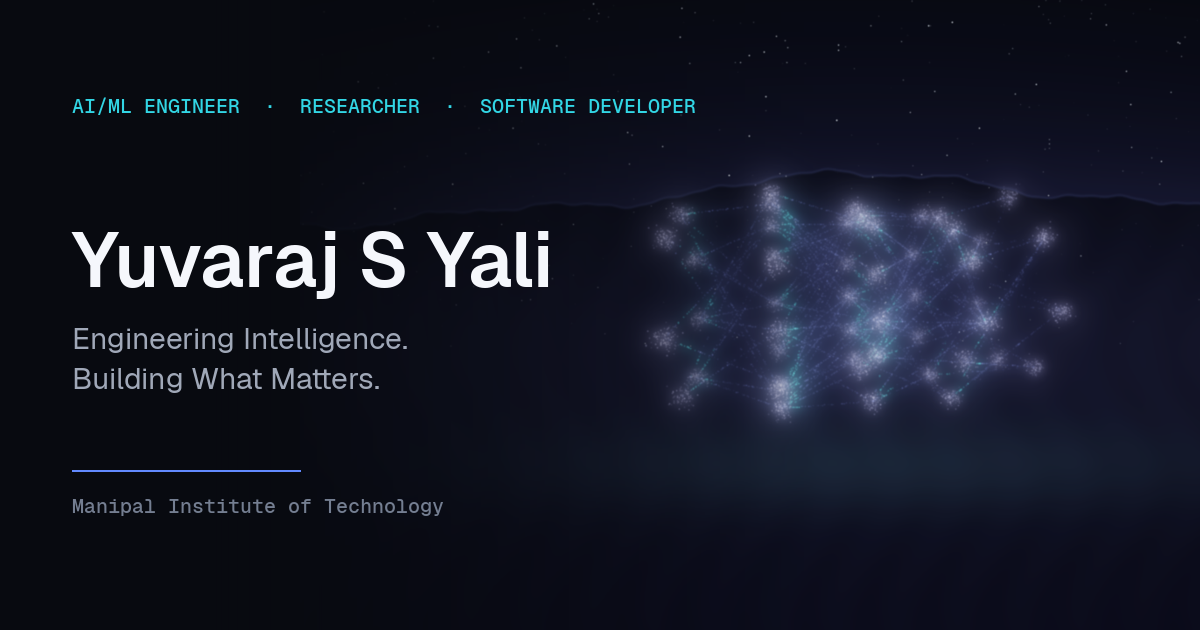 AI/ML ENGINEER · RESEARCHER · SOFTWARE DEVELOPER
Yuvaraj S Yali
Engineering Intelligence.
Building What Matters.
Manipal Institute of Technology